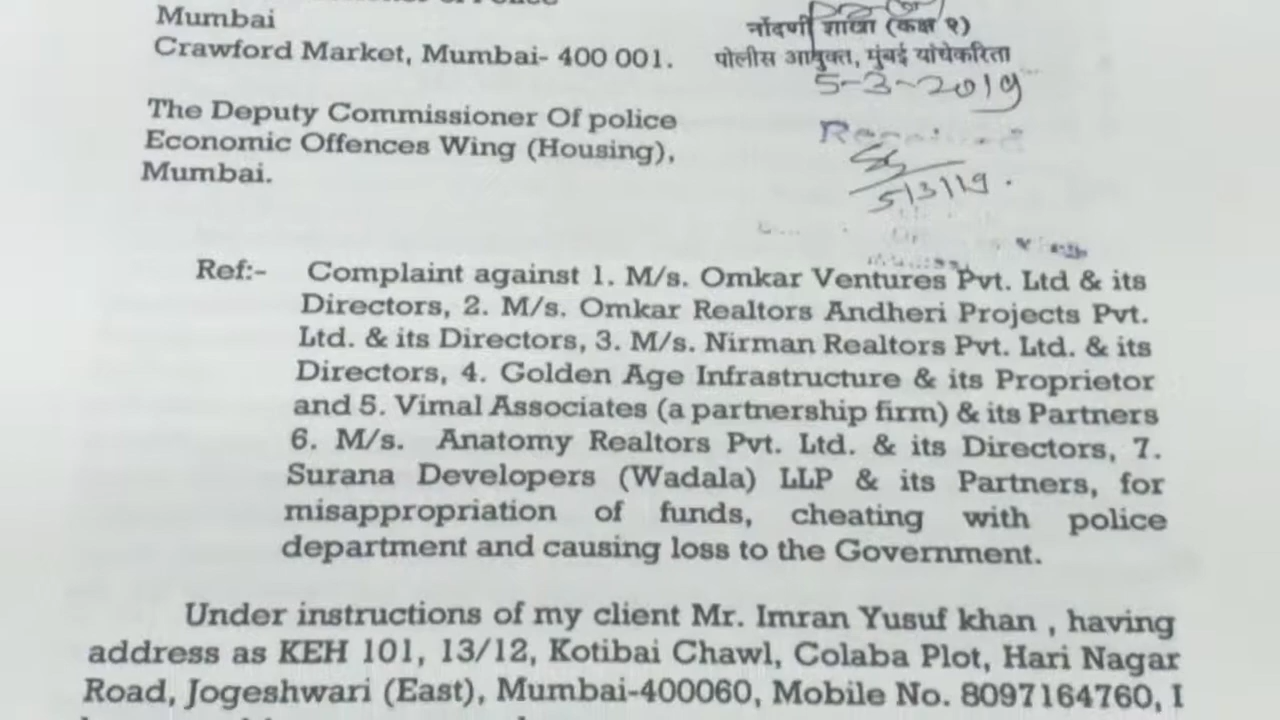 Mumbai
Crawford Market, Mumbai- 400 001.
नोंदणी शाखा (कक्ष १)
पोलीस आयुक्त, मुंबई यांचेकरिता
5-3-2019
The Deputy Commissioner Of police
Economic Offences Wing (Housing),
Mumbai.
5/3/19.
Ref:- Complaint against 1. M/s. Omkar Ventures Pvt. Ltd & its
Directors, 2. M/s. Omkar Realtors Andheri Projects Pvt.
Ltd. & its Directors, 3. M/s. Nirman Realtors Pvt. Ltd. & its
Directors, 4. Golden Age Infrastructure & its Proprietor
and 5. Vimal Associates (a partnership firm) & its Partners
6. M/s. Anatomy Realtors Pvt. Ltd. & its Directors, 7.
Surana Developers (Wadala) LLP & its Partners, for
misappropriation of funds, cheating with police
department and causing loss to the Government.
Under instructions of my client Mr. Imran Yusuf khan , having
address as KEH 101, 13/12, Kotibai Chawl, Colaba Plot, Hari Nagar
Road, Jogeshwari (East), Mumbai-400060, Mobile No. 8097164760, I